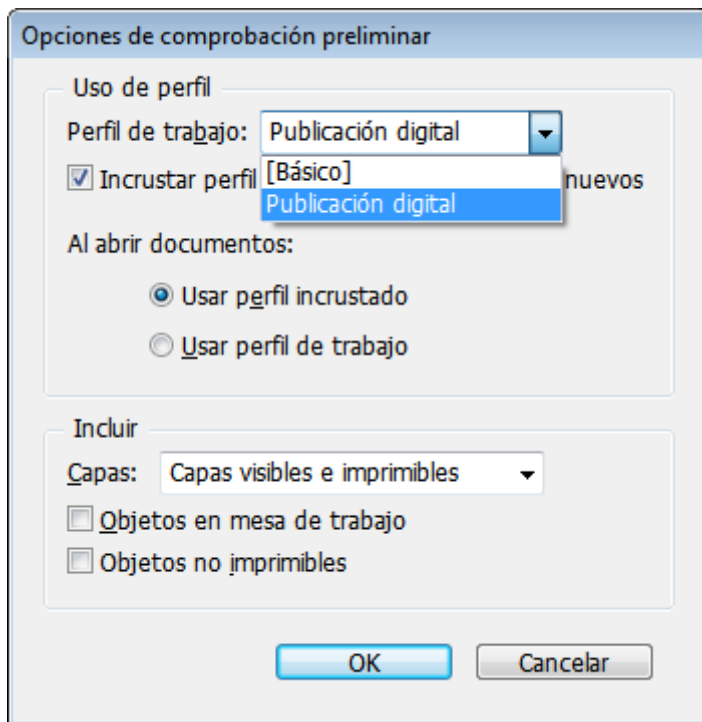 Opciones de comprobación preliminar
Uso de perfil
Perfil de trabajo: Publicación digital
[Básico]
Incrustar perfil nuevos
Publicación digital
Al abrir documentos:
Usar perfil incrustado
Usar perfil de trabajo
Incluir
Capas: Capas visibles e imprimibles
Objetos en mesa de trabajo
Objetos no imprimibles
OK Cancelar